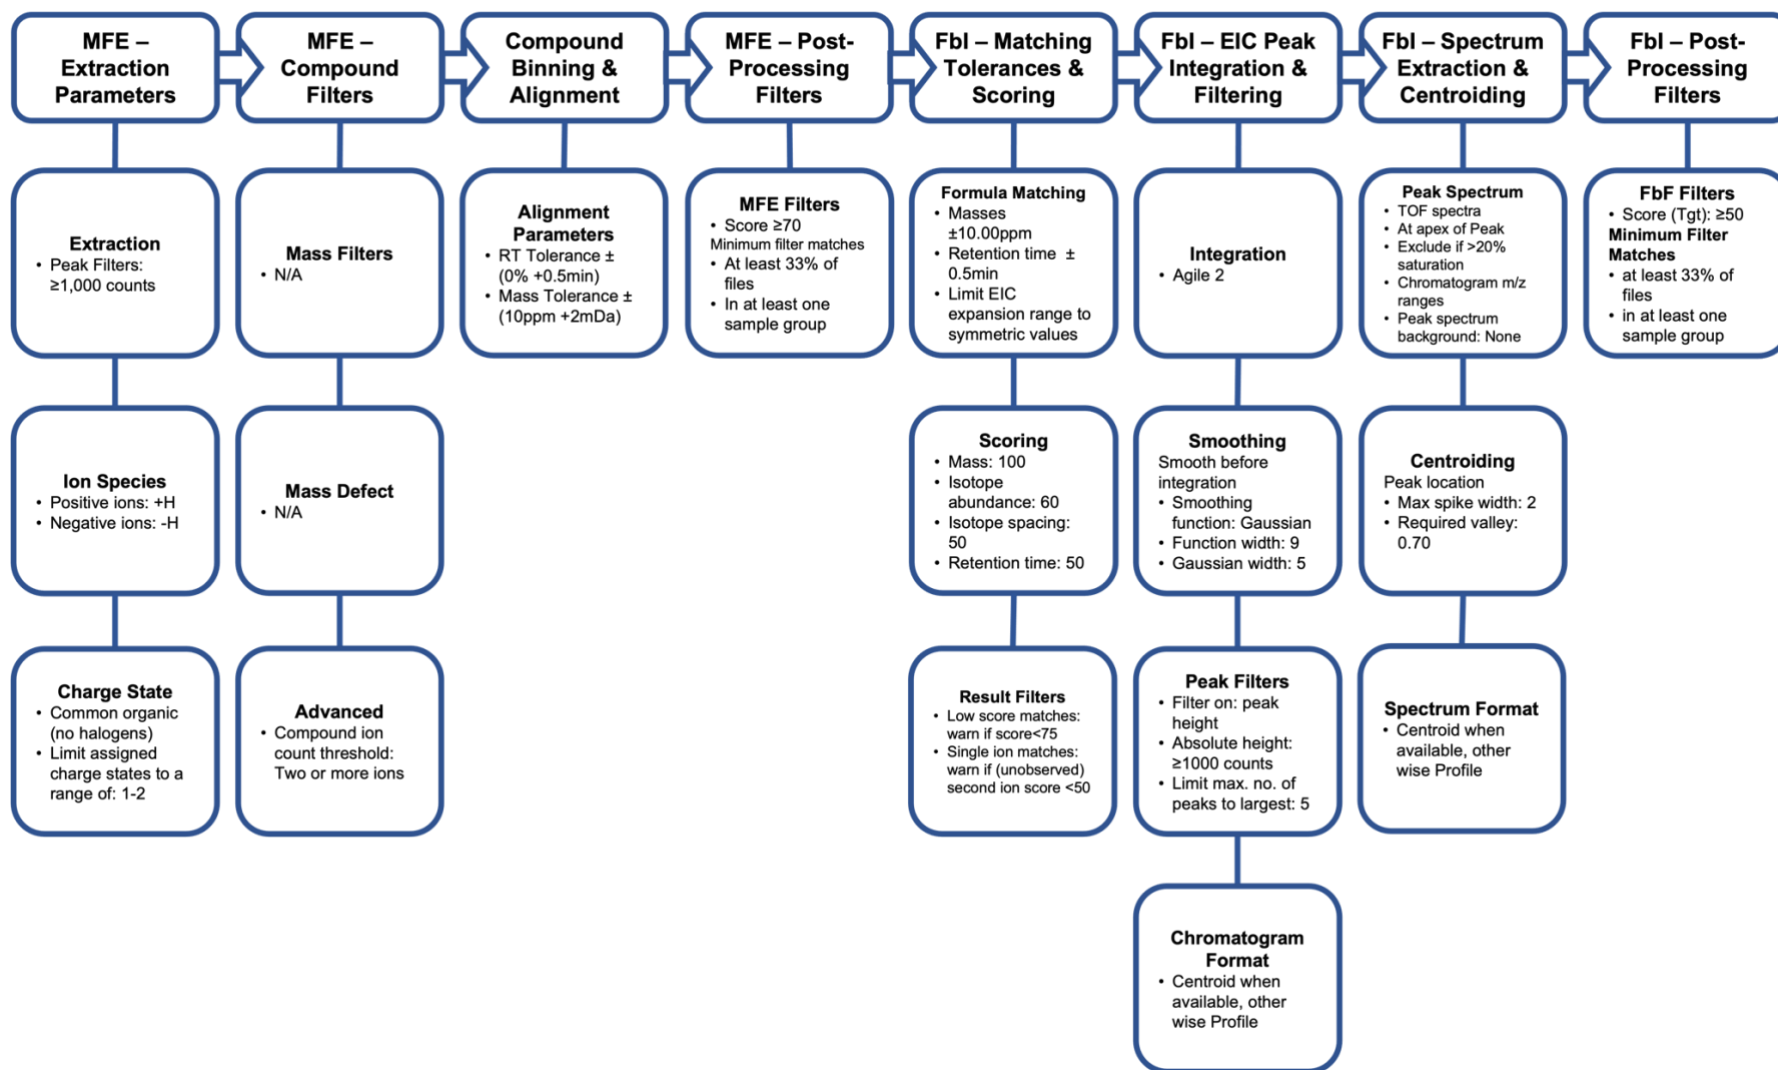 MFE –
Extraction
Parameters
MFE –
Compound
Filters
Compound
Binning &
Alignment
MFE – Post-
Processing
Filters
FbI – Matching
Tolerances &
Scoring
FbI – EIC Peak
Integration &
Filtering
FbI – Spectrum
Extraction &
Centroiding
FbI – Post-
Processing
Filters
Extraction
• Peak Filters:
≥1,000 counts
Ion Species
• Positive ions: +H
• Negative ions: -H
Charge State
• Common organic
(no halogens)
• Limit assigned
charge states to a
range of: 1-2
Mass Filters
• N/A
Mass Defect
• N/A
Advanced
• Compound ion
count threshold:
Two or more ions
Alignment
Parameters
• RT Tolerance ±
(0% +0.5min)
• Mass Tolerance ±
(10ppm +2mDa)
MFE Filters
• Score ≥70
Minimum filter matches
• At least 33% of
files
• In at least one
sample group
Formula Matching
• Masses
±10.00ppm
• Retention time ±
0.5min
• Limit EIC
expansion range to
symmetric values
Scoring
• Mass: 100
• Isotope
abundance: 60
• Isotope spacing:
50
• Retention time: 50
Result Filters
• Low score matches:
warn if score<75
• Single ion matches:
warn if (unobserved)
second ion score <50
Integration
• Agile 2
Smoothing
Smooth before
integration
• Smoothing
function: Gaussian
• Function width: 9
• Gaussian width: 5
Peak Filters
• Filter on: peak
height
• Absolute height:
≥1000 counts
• Limit max. no. of
peaks to largest: 5
Chromatogram
Format
• Centroid when
available, other
wise Profile
Peak Spectrum
• TOF spectra
• At apex of Peak
• Exclude if >20%
saturation
• Chromatogram m/z
ranges
• Peak spectrum
background: None
Centroiding
Peak location
• Max spike width: 2
• Required valley:
0.70
Spectrum Format
• Centroid when
available, other
wise Profile
FbF Filters
• Score (Tgt): ≥50
Minimum Filter
Matches
• at least 33% of
files
• in at least one
sample group